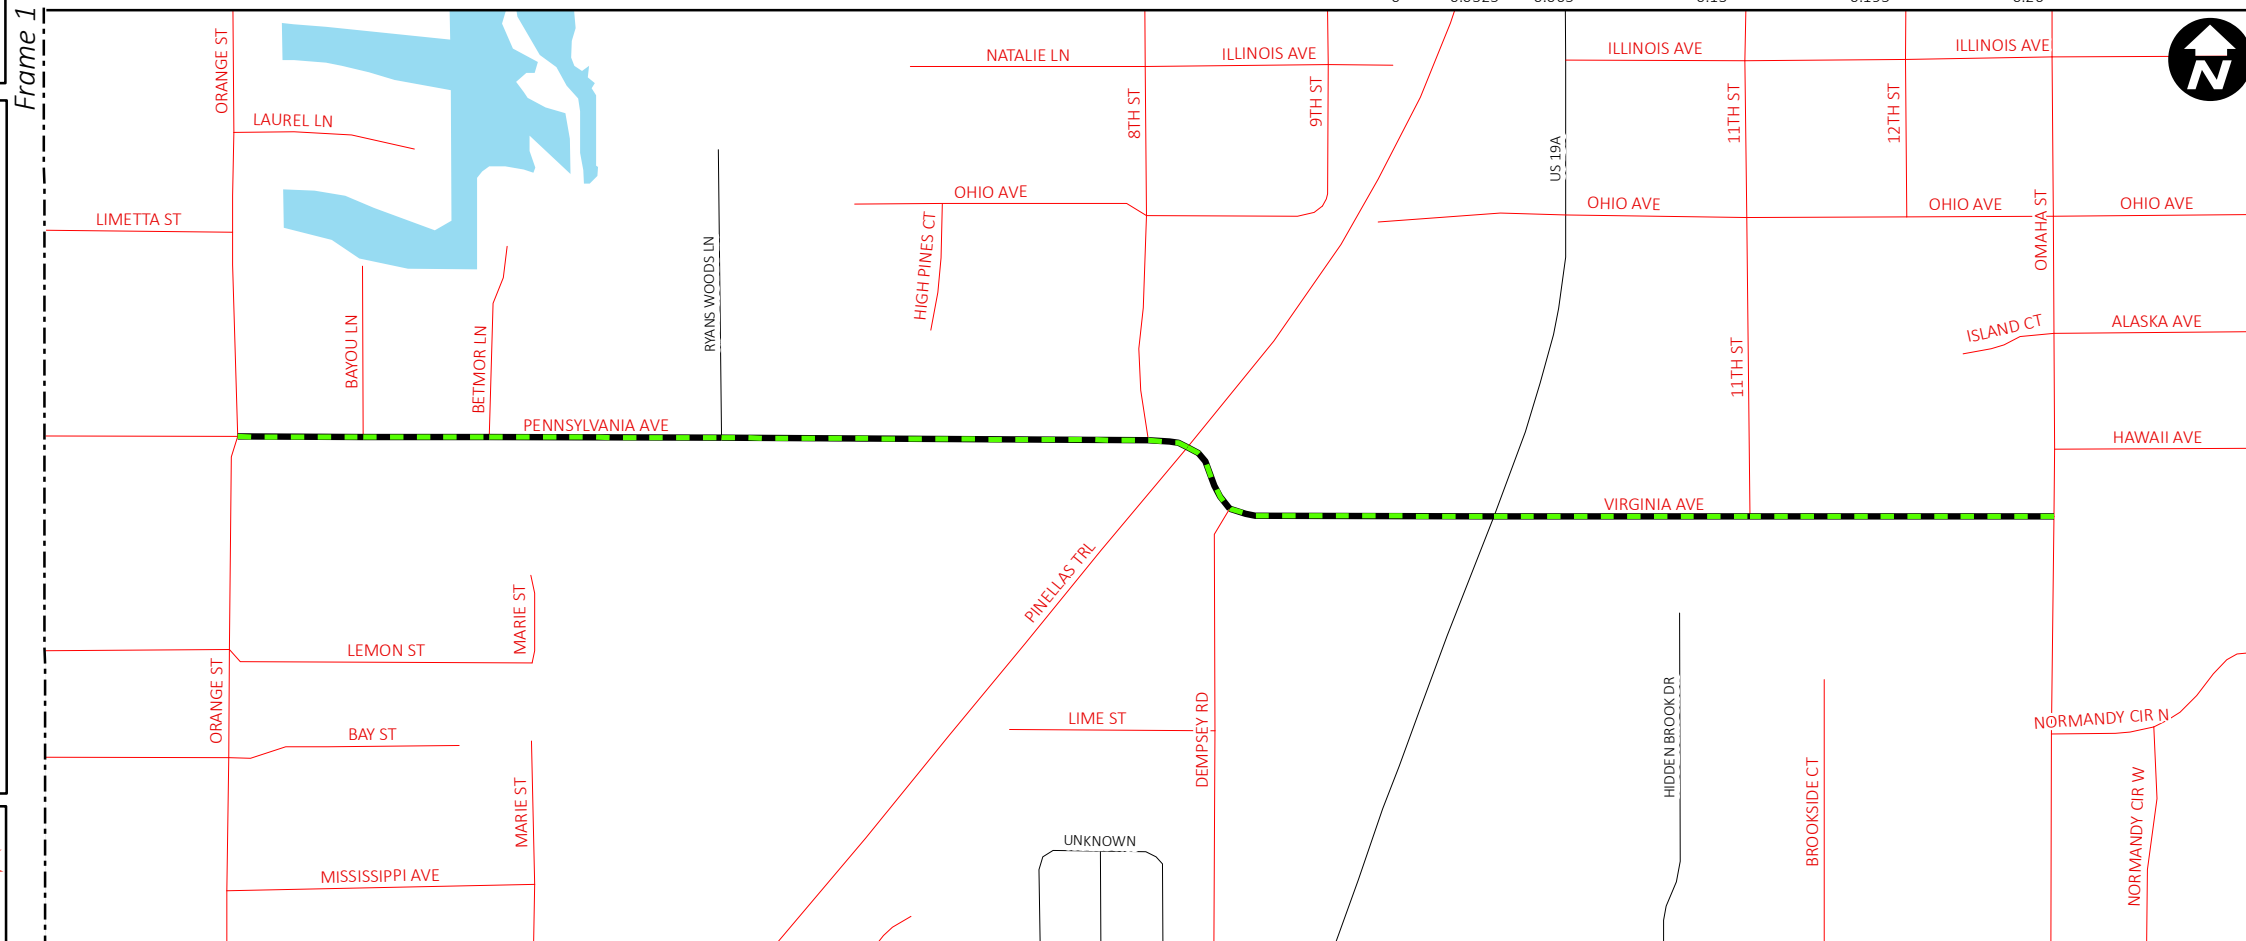 Frame 1
ORANGE ST
NATALIE LN
ILLINOIS AVE
ILLINOIS AVE
ILLINOIS AVE
N
LAUREL LN
8TH ST
9TH ST
11TH ST
12TH ST
US 19A
LIMETTA ST
OHIO AVE
OHIO AVE
OHIO AVE
OHIO AVE
OMAHA ST
HIGH PINES CT
RYANS WOODS LN
BAYOU LN
BETMOR LN
11TH ST
ISLAND CT
ALASKA AVE
PENNSYLVANIA AVE
HAWAII AVE
VIRGINIA AVE
PINELLAS TRL
MARIE ST
LEMON ST
ORANGE ST
BAY ST
LIME ST
DEMPSEY RD
HIDDEN BROOK DR
NORMANDY CIR N
BROOKSIDE CT
NORMANDY CIR W
MARIE ST
UNKNOWN
MISSISSIPPI AVE